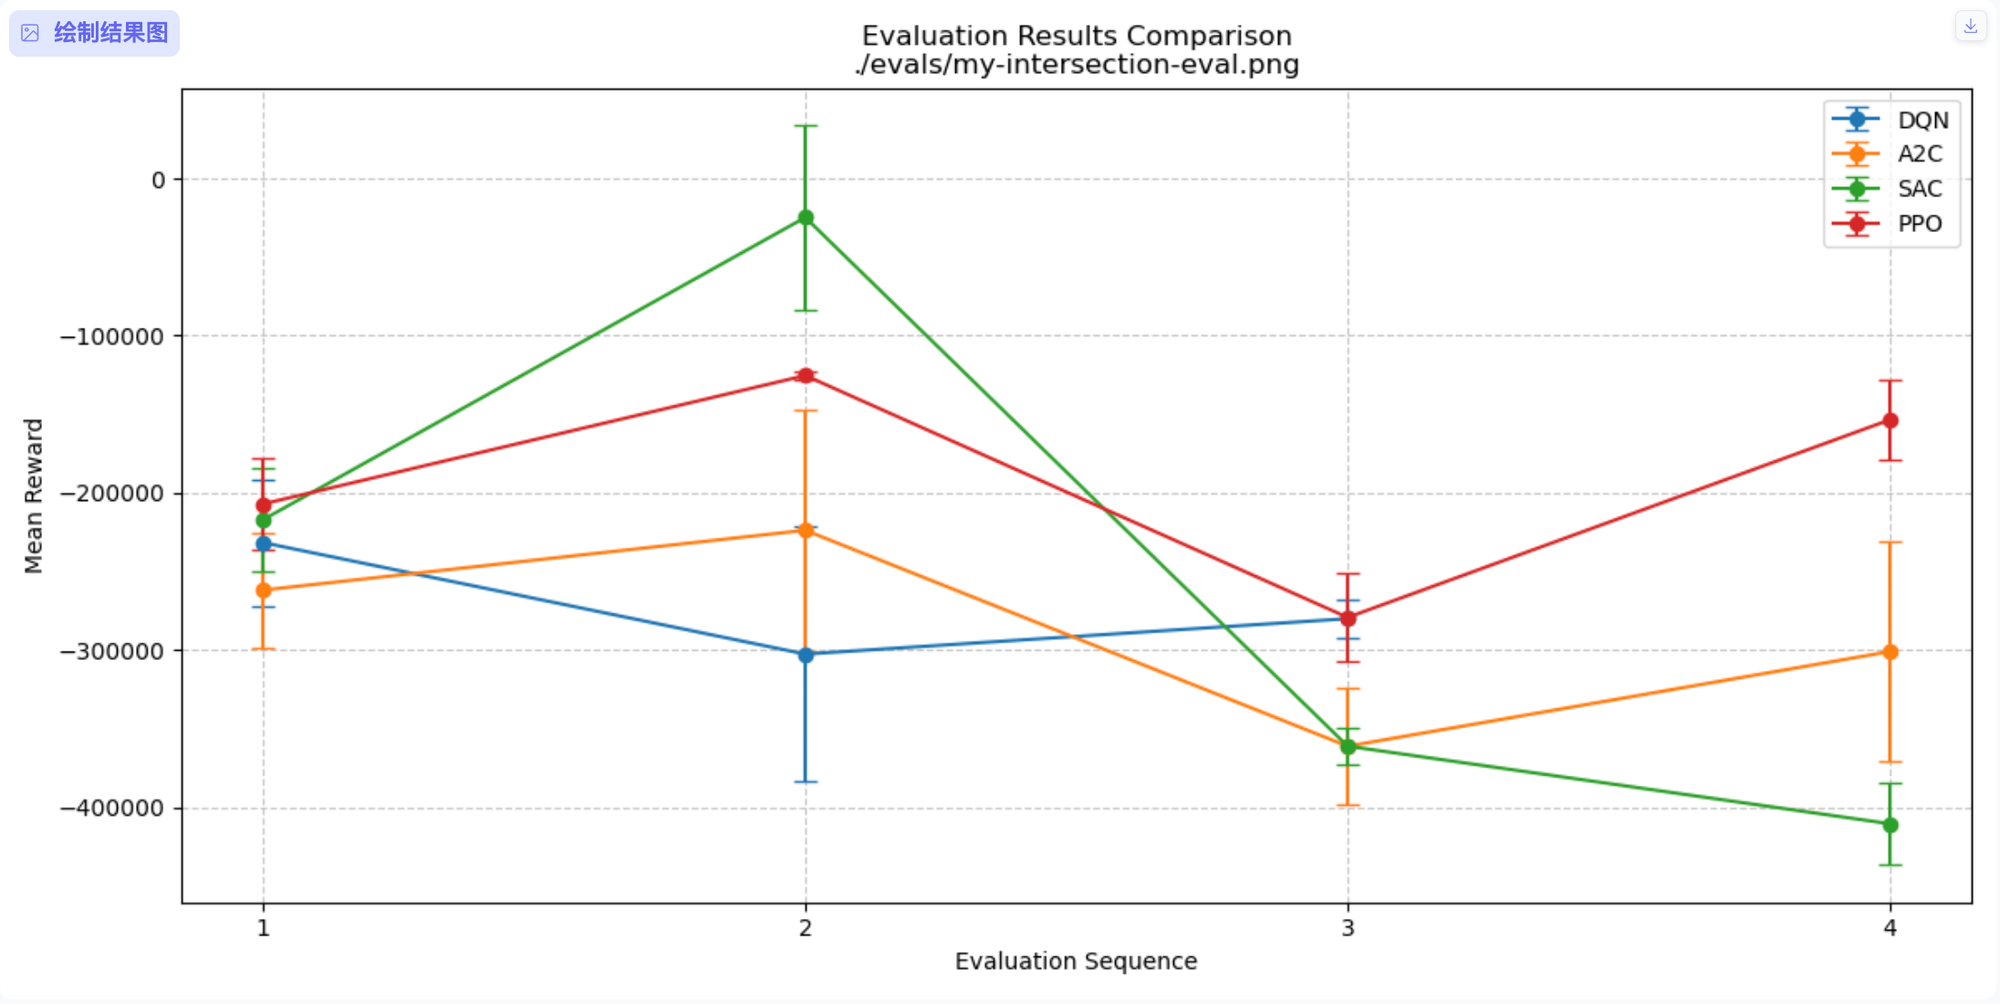 绘制结果图
Evaluation Results Comparison
./evals/my-intersection-eval.png
DQN
A2C
SAC
PPO
0
−100000
−200000
−300000
−400000
Mean Reward
1
2
3
4
Evaluation Sequence